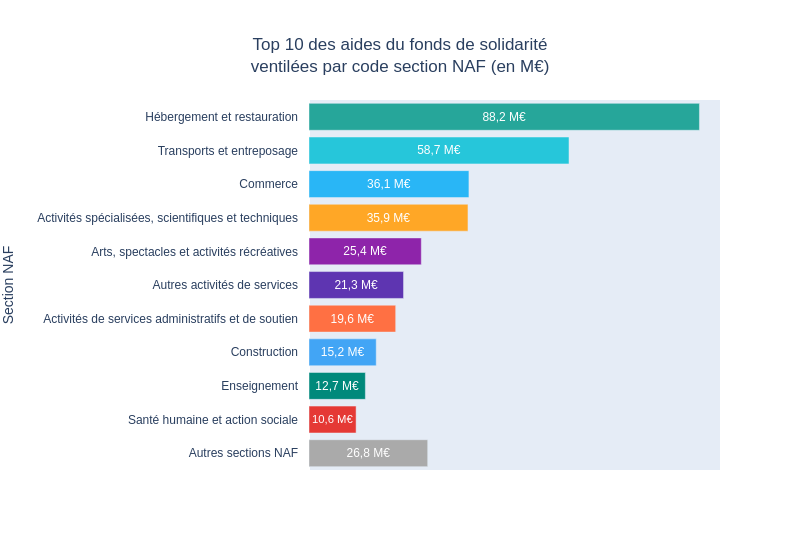 Top 10 des aides du fonds de solidarité
ventilées par code section NAF (en M€)
Section NAF
Hébergement et restauration 88,2 M€
Transports et entreposage 58,7 M€
Commerce 36,1 M€
Activités spécialisées, scientifiques et techniques 35,9 M€
Arts, spectacles et activités récréatives 25,4 M€
Autres activités de services 21,3 M€
Activités de services administratifs et de soutien 19,6 M€
Construction 15,2 M€
Enseignement 12,7 M€
Santé humaine et action sociale 10,6 M€
Autres sections NAF 26,8 M€